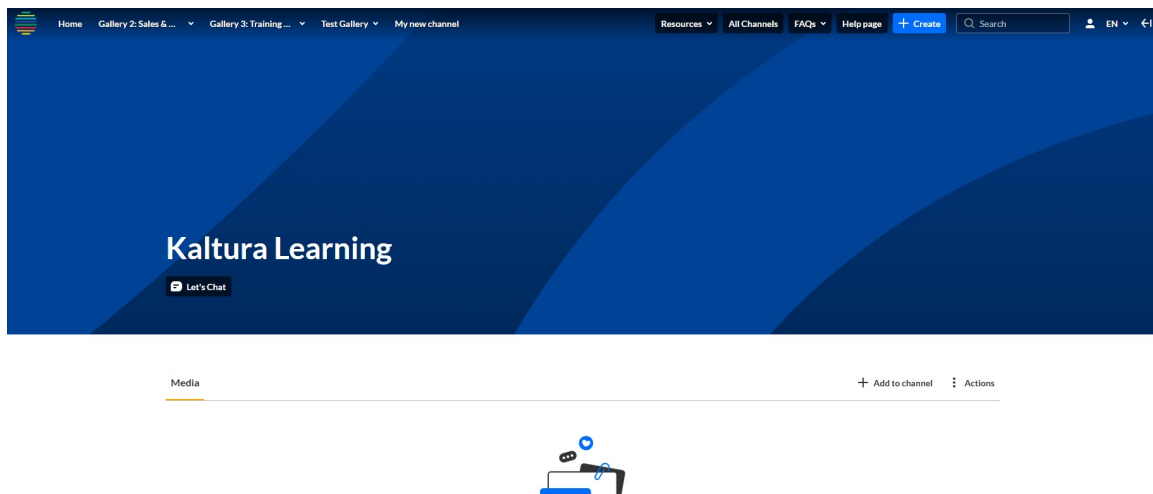 Home Gallery 2: Sales & ... Gallery 3: Training ... Test Gallery My new channel Resources All Channels FAQs Help page + Create Search EN
Kaltura Learning
Let's Chat
Media + Add to channel Actions